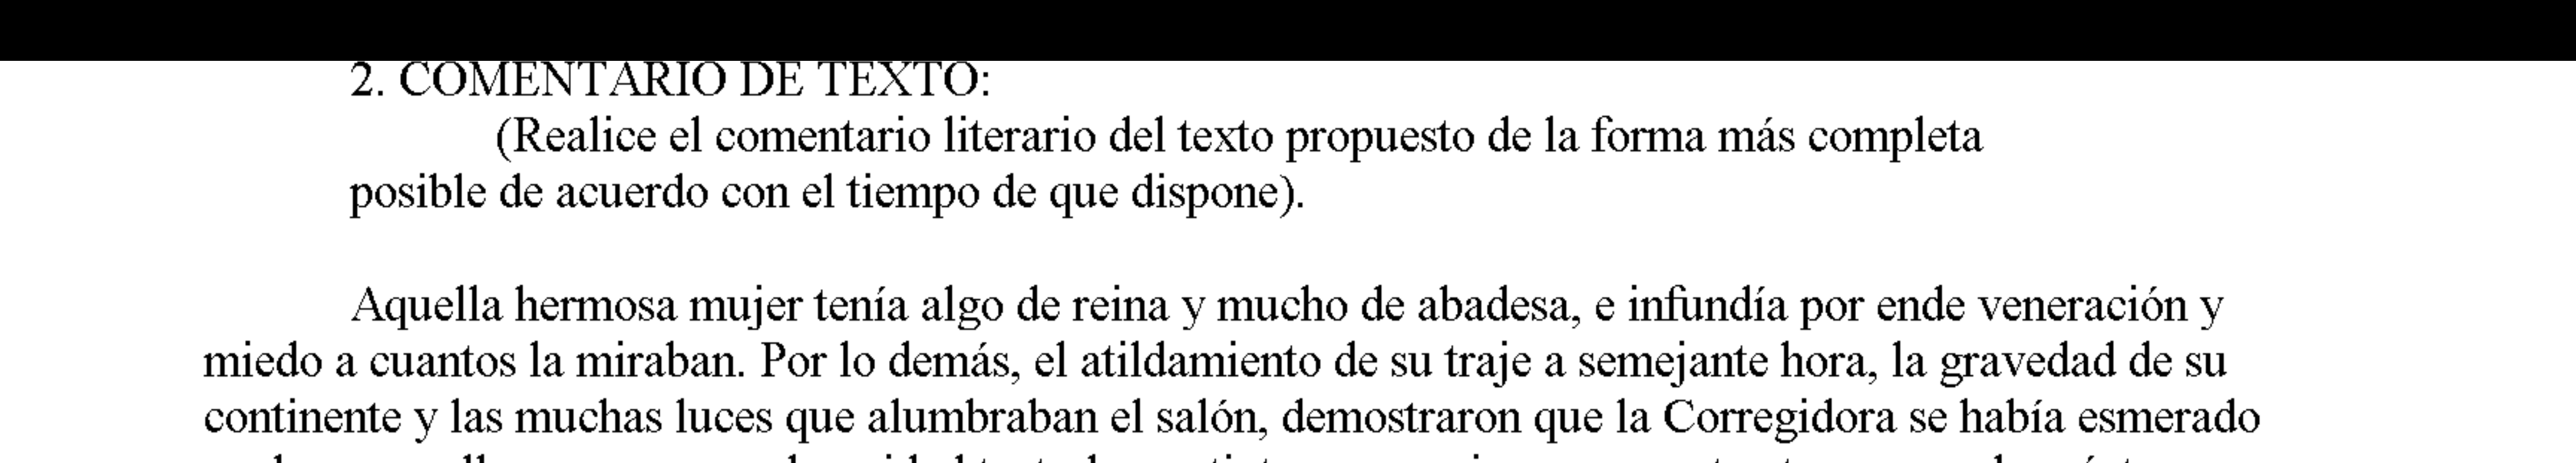 2. COMENTARIO DE TEXTO:
(Realice el comentario literario del texto propuesto de la forma más completa
posible de acuerdo con el tiempo de que dispone).
Aquella hermosa mujer tenía algo de reina y mucho de abadesa, e infundía por ende veneración y
miedo a cuantos la miraban. Por lo demás, el atildamiento de su traje a semejante hora, la gravedad de su
continente y las muchas luces que alumbraban el salón, demostraron que la Corregidora se había esmerado